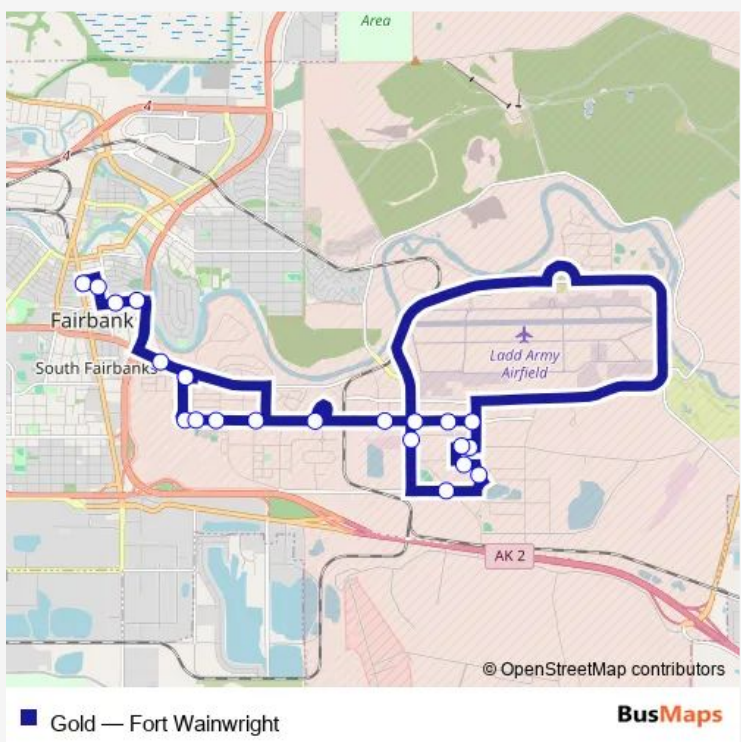 Area
4
4
Fairbank
South Fairbanks
Ladd Army
Airfield
AK 2
© OpenStreetMap contributors
Gold — Fort Wainwright
BusMaps